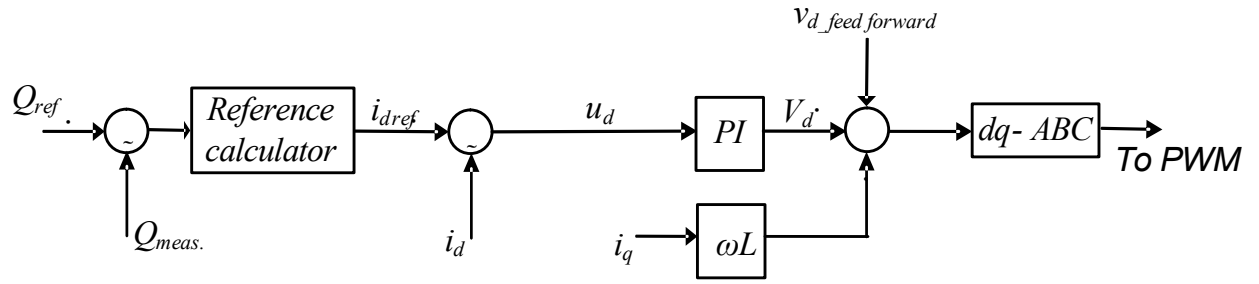 v_d_feed forward
Q_ref
Reference
calculator
i_dref
u_d
PI
V_d
dq- ABC
To PWM
~
~
Q_meas.
i_d
i_q
ωL